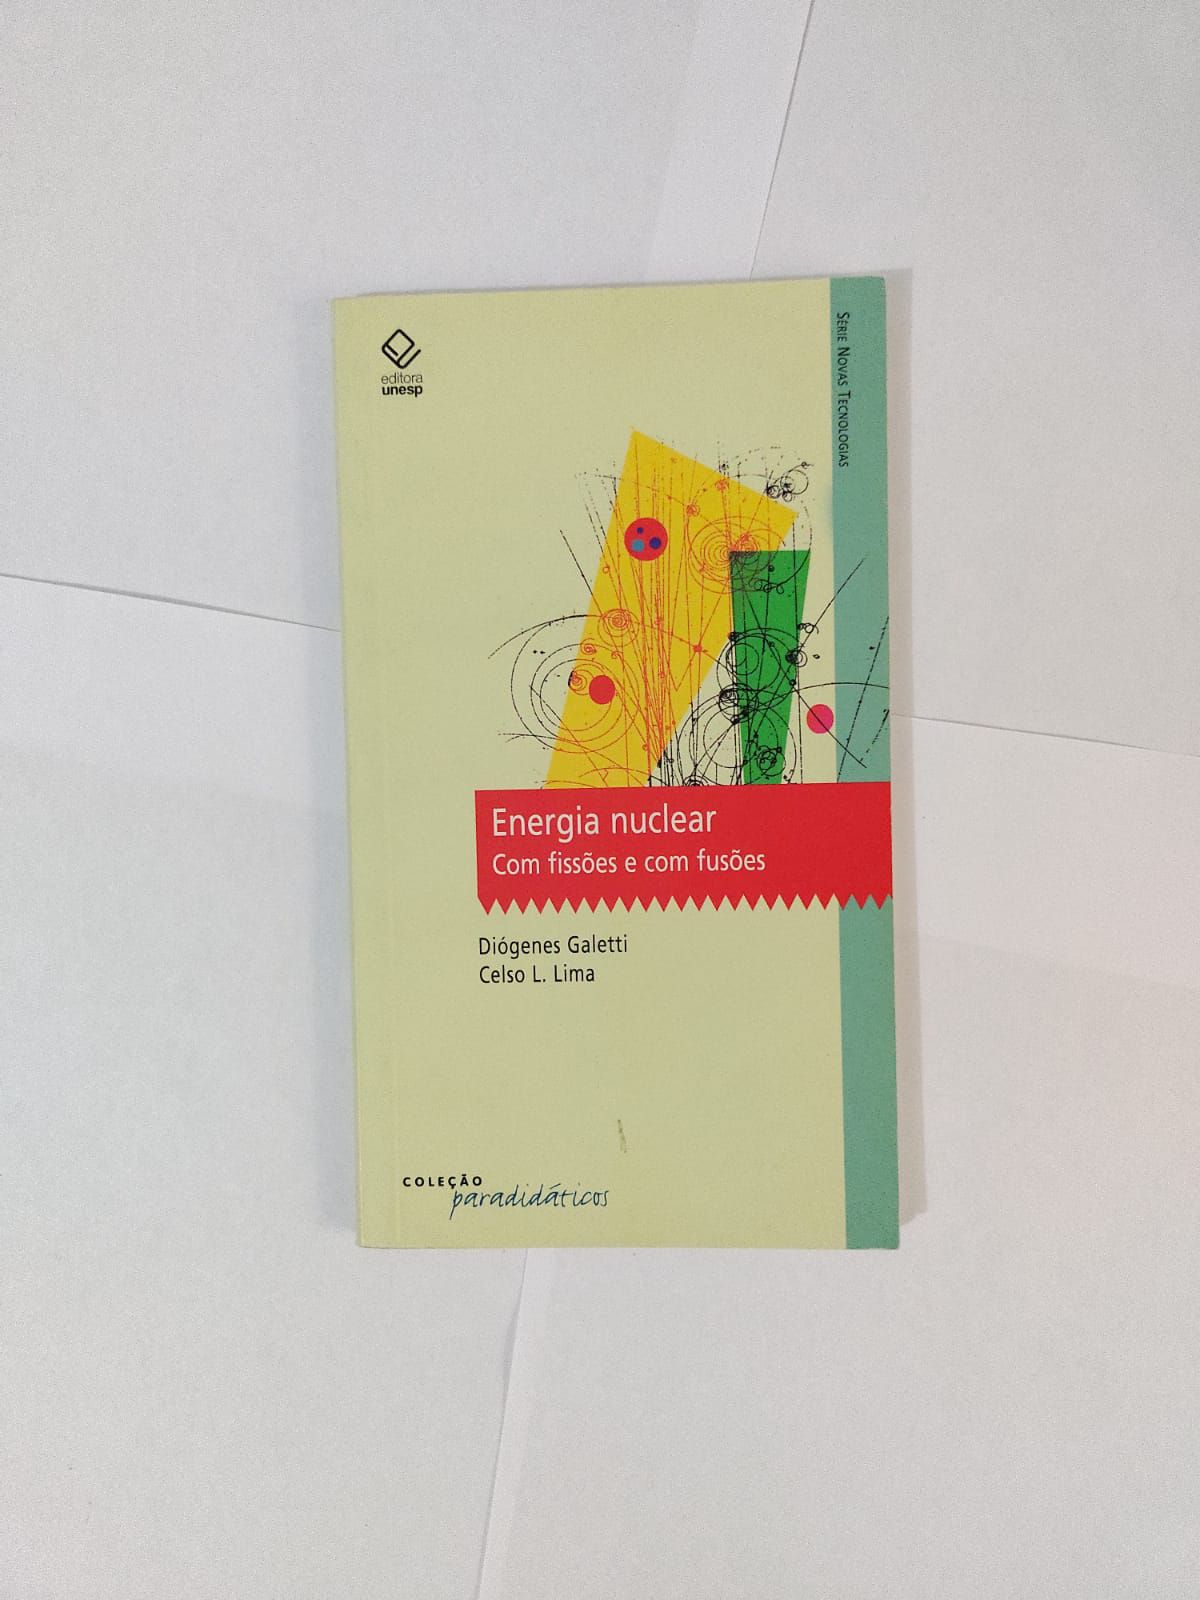 editora
unesp
SÉRIE NOVAS TECNOLOGIAS
Energia nuclear
Com fissões e com fusões
Diógenes Galetti
Celso L. Lima
COLEÇÃO
paradidáticos